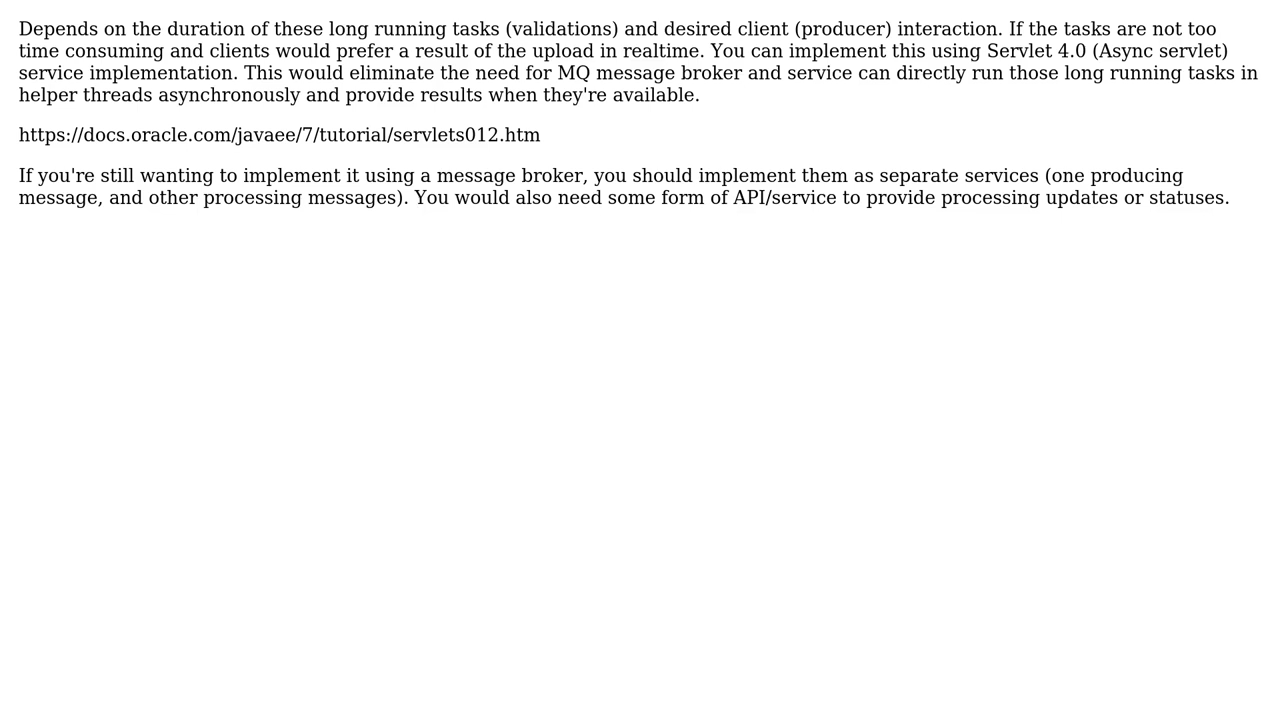 Depends on the duration of these long running tasks (validations) and desired client (producer) interaction. If the tasks are not too
time consuming and clients would prefer a result of the upload in realtime. You can implement this using Servlet 4.0 (Async servlet)
service implementation. This would eliminate the need for MQ message broker and service can directly run those long running tasks in
helper threads asynchronously and provide results when they're available.
https://docs.oracle.com/javaee/7/tutorial/servlets012.htm
If you're still wanting to implement it using a message broker, you should implement them as separate services (one producing
message, and other processing messages). You would also need some form of API/service to provide processing updates or statuses.